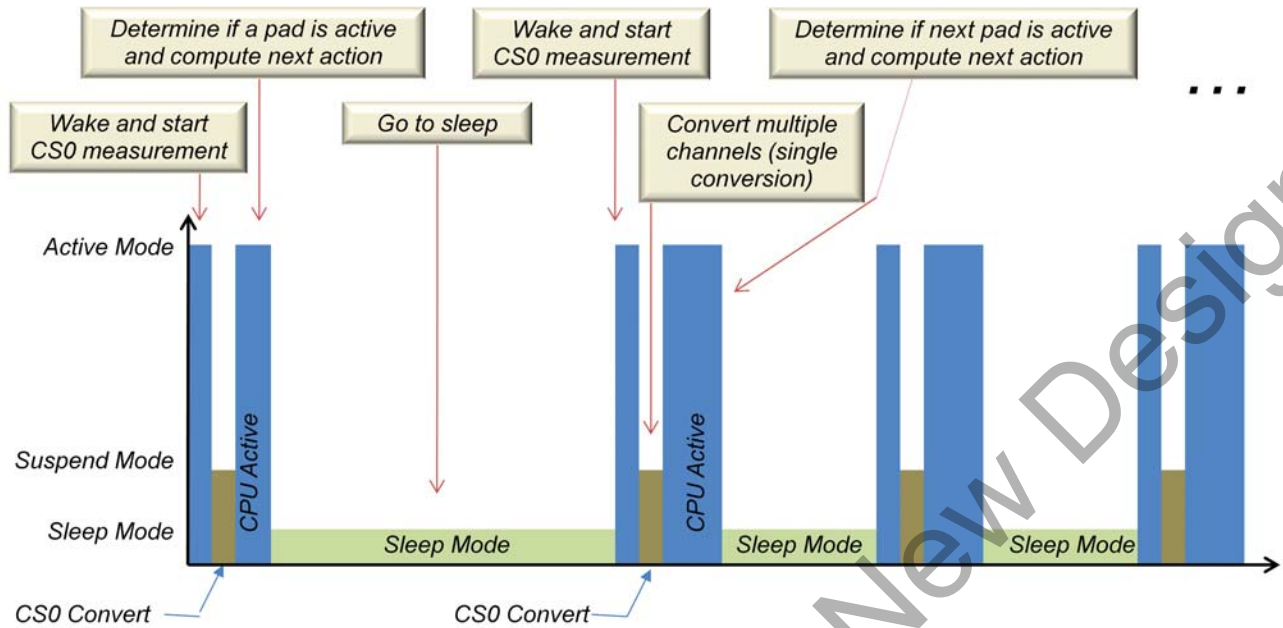 Determine if a pad is active
and compute next action
Wake and start
CS0 measurement
Determine if next pad is active
and compute next action
...
Wake and start
CS0 measurement
Go to sleep
Convert multiple
channels (single
conversion)
Active Mode
Suspend Mode
Sleep Mode
CPU Active
CPU Active
Sleep Mode
Sleep Mode
Sleep Mode
CS0 Convert
CS0 Convert
New Design